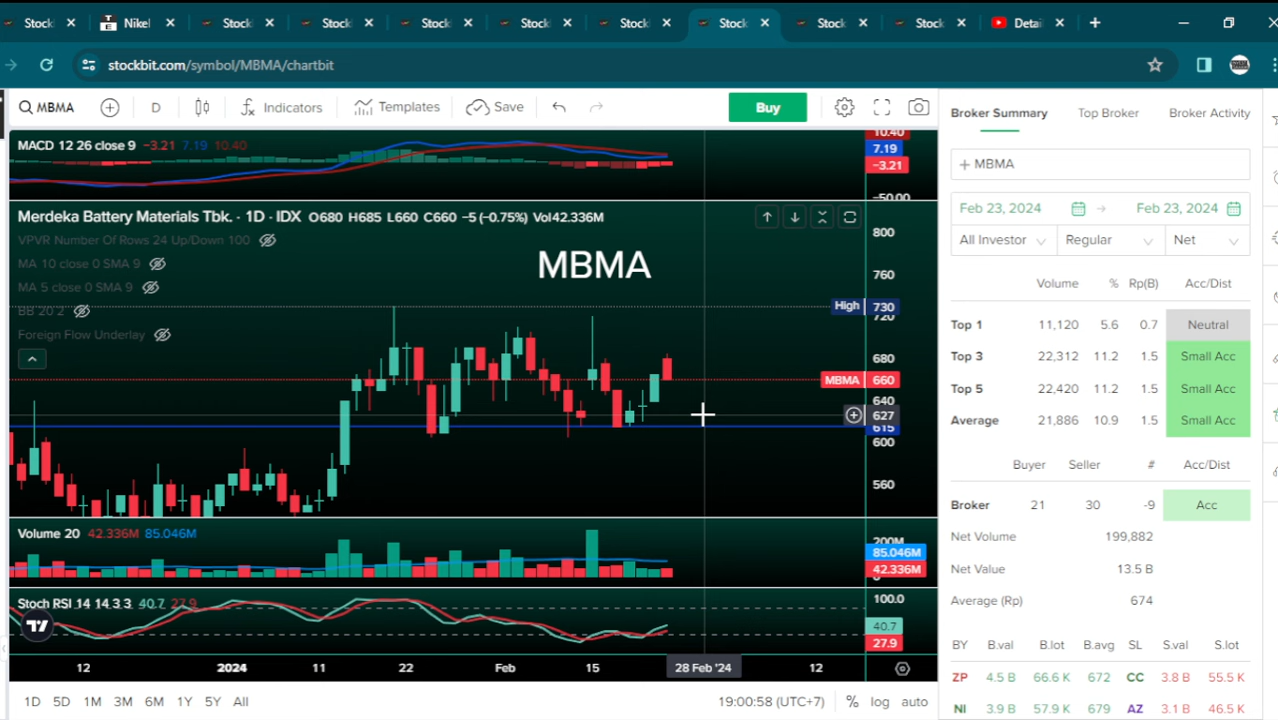 Stock Nikel Stock Stock Stock Stock Stock Stock Stock Stock Detai
stockbit.com/symbol/MBMA/chartbit
MBMA D Indicators Templates Save Buy
MACD 12 26 close 9 −3.21 7.19 10.40
10.40
7.19
−3.21
−50.00
Merdeka Battery Materials Tbk. · 1D · IDX O680 H685 L660 C660 −5 (−0.75%) Vol42.336M
VPVR Number Of Rows 24 Up/Down 100
MA 10 close 0 SMA 9
MA 5 close 0 SMA 9
BB 20 2
Foreign Flow Underlay
MBMA
800
760
High 730
720
680
MBMA 660
640
627
615
600
560
Volume 20 42.336M 85.046M
200M
85.046M
42.336M
0
Stoch RSI 14 14 3 3 40.7 27.9
100.0
40.7
27.9
12 2024 11 22 Feb 15 28 Feb '24 12
1D 5D 1M 3M 6M 1Y 5Y All 19:00:58 (UTC+7) % log auto
Broker Summary Top Broker Broker Activity
MBMA
Feb 23, 2024 Feb 23, 2024
All Investor Regular Net
Volume % Rp(B) Acc/Dist
Top 1 11,120 5.6 0.7 Neutral
Top 3 22,312 11.2 1.5 Small Acc
Top 5 22,420 11.2 1.5 Small Acc
Average 21,886 10.9 1.5 Small Acc
Buyer Seller # Acc/Dist
Broker 21 30 -9 Acc
Net Volume 199,882
Net Value 13.5 B
Average (Rp) 674
BY B.val B.lot B.avg SL S.val S.lot
ZP 4.5 B 66.6 K 672 CC 3.8 B 55.5 K
NI 3.9 B 57.9 K 679 AZ 3.1 B 46.5 K